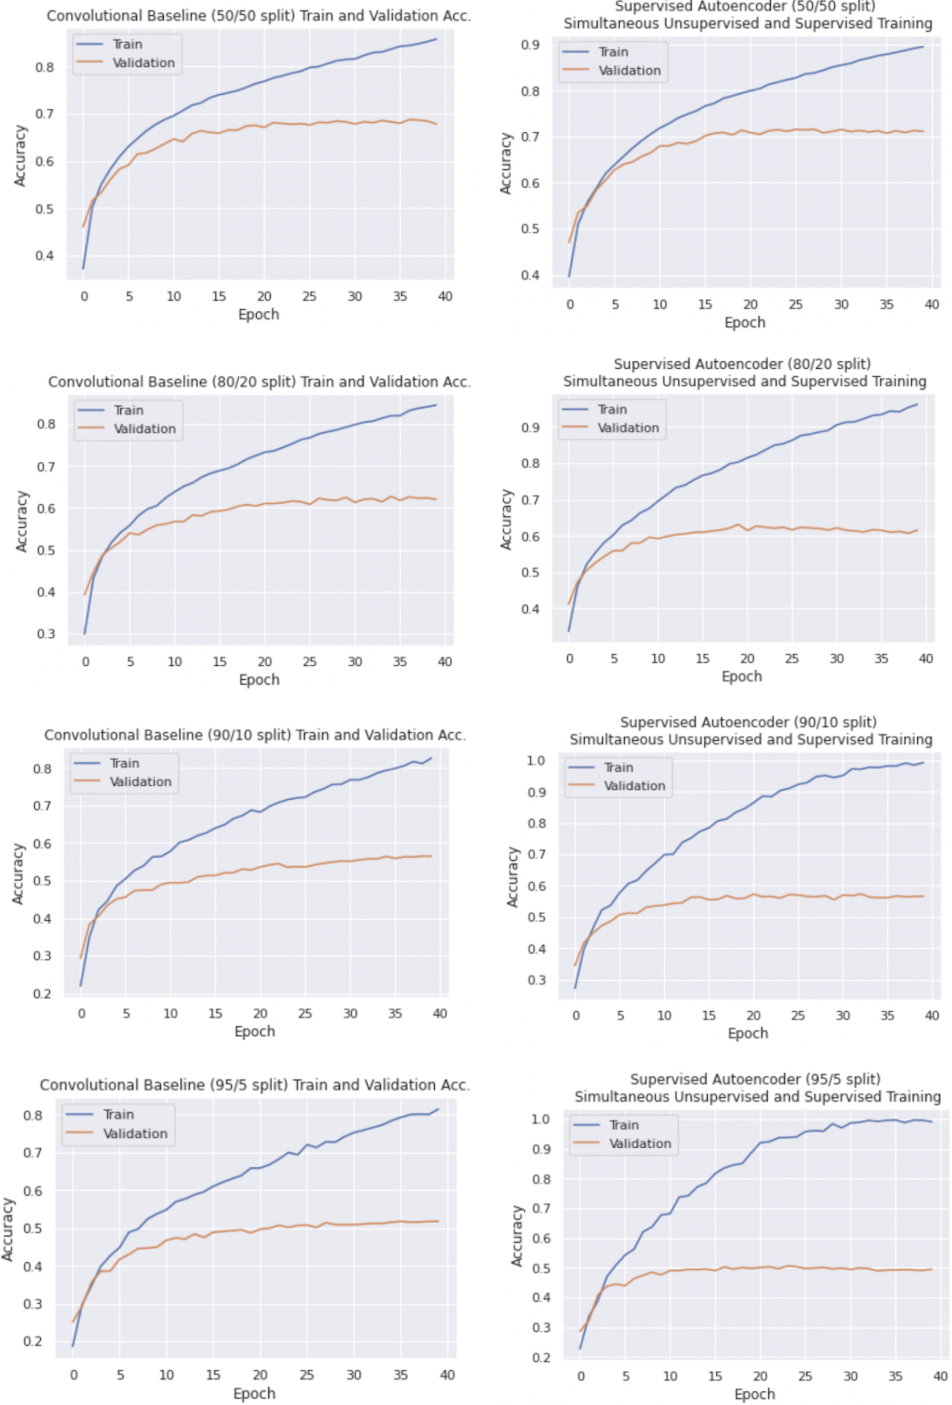 Convolutional Baseline (50/50 split) Train and Validation Acc.
Train
Validation
0.8
0.7
0.6
0.5
0.4
Accuracy
0 5 10 15 20 25 30 35 40
Epoch
Supervised Autoencoder (50/50 split)
Simultaneous Unsupervised and Supervised Training
Train
Validation
0.9
0.8
0.7
0.6
0.5
0.4
Accuracy
0 5 10 15 20 25 30 35 40
Epoch
Convolutional Baseline (80/20 split) Train and Validation Acc.
Train
Validation
0.8
0.7
0.6
0.5
0.4
0.3
Accuracy
0 5 10 15 20 25 30 35 40
Epoch
Supervised Autoencoder (80/20 split)
Simultaneous Unsupervised and Supervised Training
Train
Validation
0.9
0.8
0.7
0.6
0.5
0.4
Accuracy
0 5 10 15 20 25 30 35 40
Epoch
Convolutional Baseline (90/10 split) Train and Validation Acc.
Train
Validation
0.8
0.7
0.6
0.5
0.4
0.3
0.2
Accuracy
0 5 10 15 20 25 30 35 40
Epoch
Supervised Autoencoder (90/10 split)
Simultaneous Unsupervised and Supervised Training
Train
Validation
1.0
0.9
0.8
0.7
0.6
0.5
0.4
0.3
Accuracy
0 5 10 15 20 25 30 35 40
Epoch
Convolutional Baseline (95/5 split) Train and Validation Acc.
Train
Validation
0.8
0.7
0.6
0.5
0.4
0.3
0.2
Accuracy
0 5 10 15 20 25 30 35 40
Epoch
Supervised Autoencoder (95/5 split)
Simultaneous Unsupervised and Supervised Training
Train
Validation
1.0
0.9
0.8
0.7
0.6
0.5
0.4
0.3
0.2
Accuracy
0 5 10 15 20 25 30 35 40
Epoch